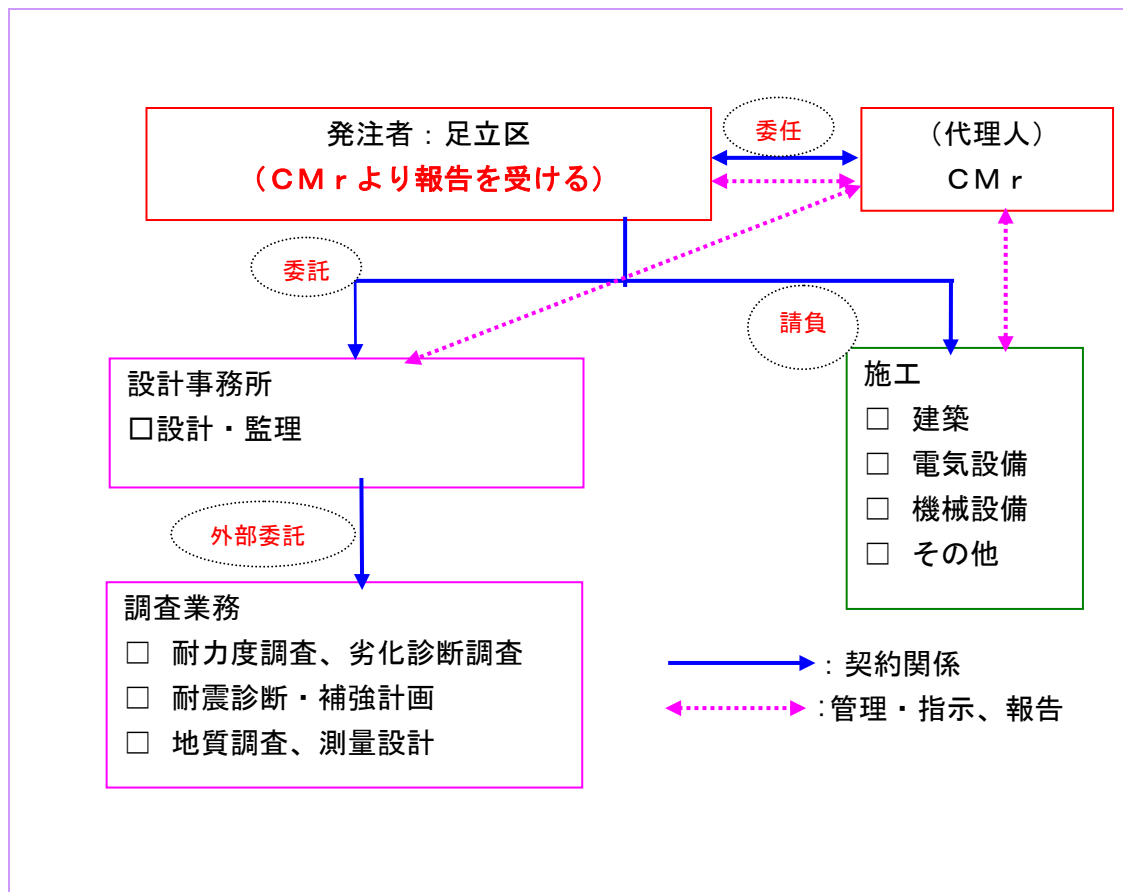 発注者：足立区
（ＣＭｒより報告を受ける）
委任
（代理人）
ＣＭｒ
委託
請負
設計事務所
□設計・監理
施工
□ 建築
□ 電気設備
□ 機械設備
□ その他
外部委託
調査業務
□ 耐力度調査、劣化診断調査
□ 耐震診断・補強計画
□ 地質調査、測量設計
：契約関係
：管理・指示、報告